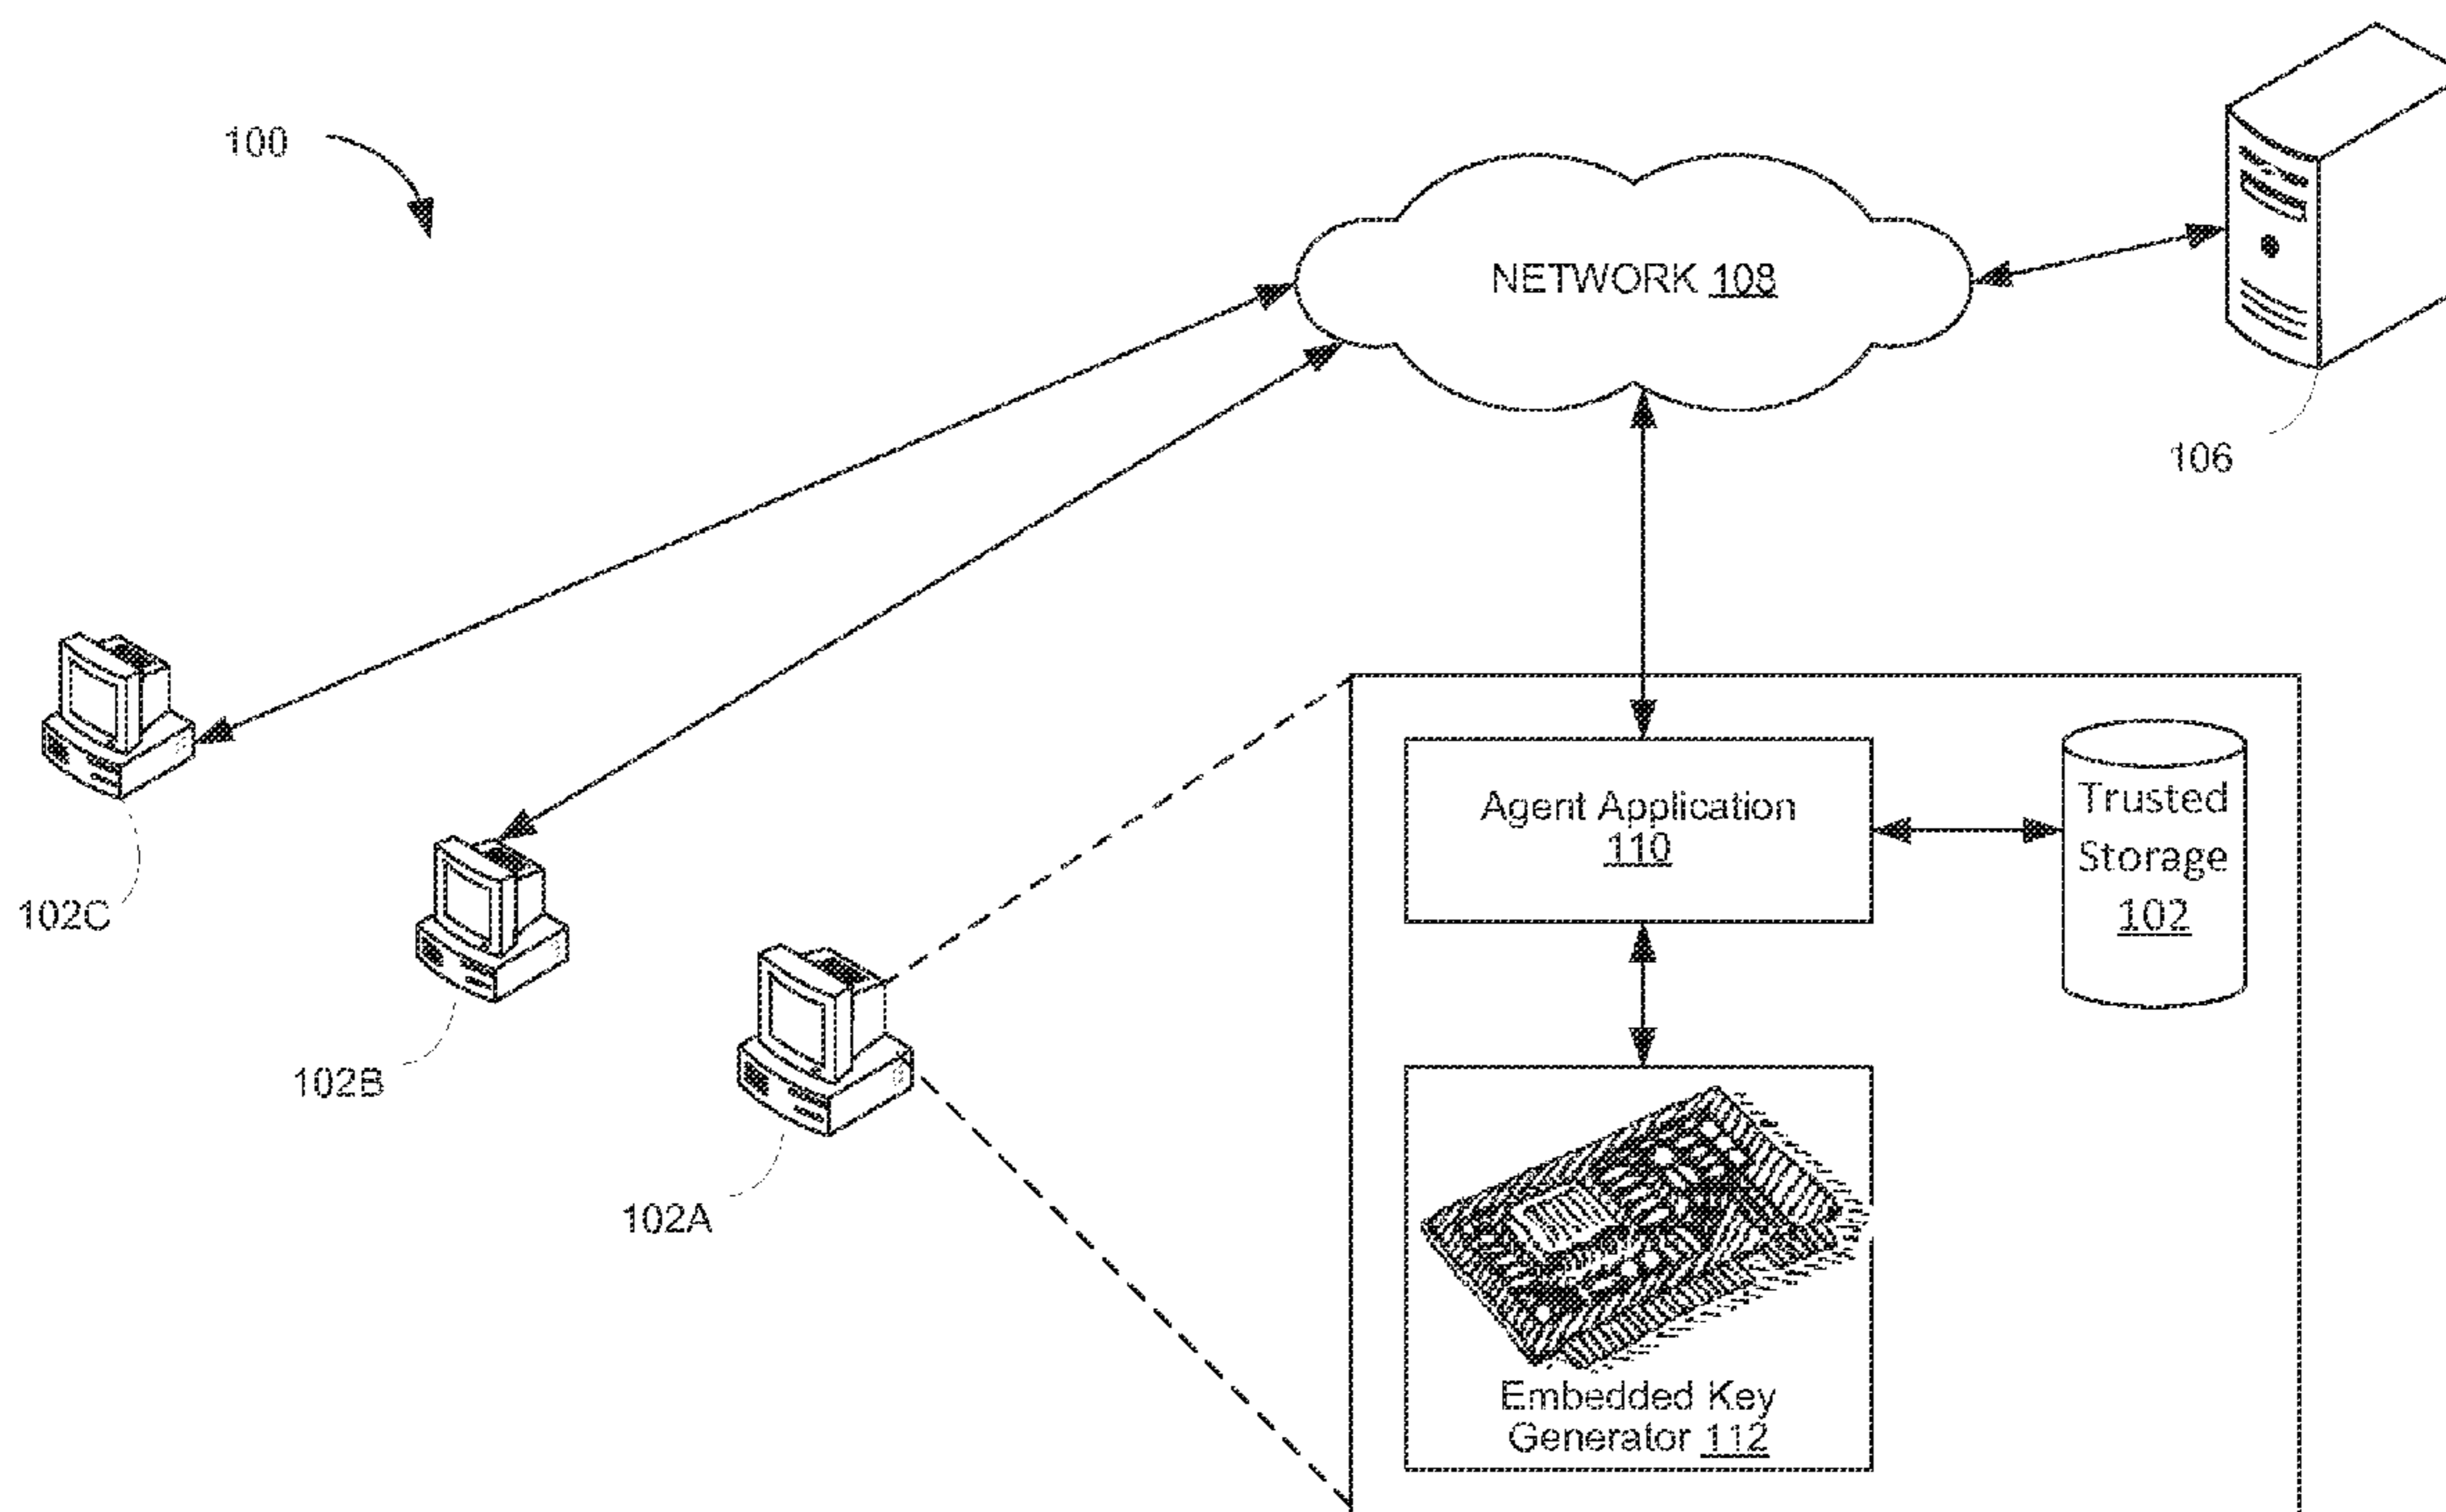 100
NETWORK 108
106
Agent Application
110
Trusted
Storage
102
102C
102B
102A
Embedded Key
Generator 112